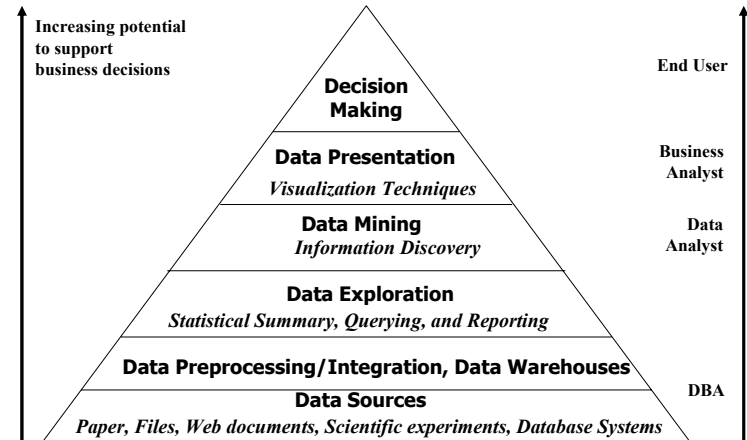 Increasing potential
to support
business decisions
End User
Decision
Making
Data Presentation
Visualization Techniques
Business
Analyst
Data Mining
Information Discovery
Data
Analyst
Data Exploration
Statistical Summary, Querying, and Reporting
Data Preprocessing/Integration, Data Warehouses
DBA
Data Sources
Paper, Files, Web documents, Scientific experiments, Database Systems